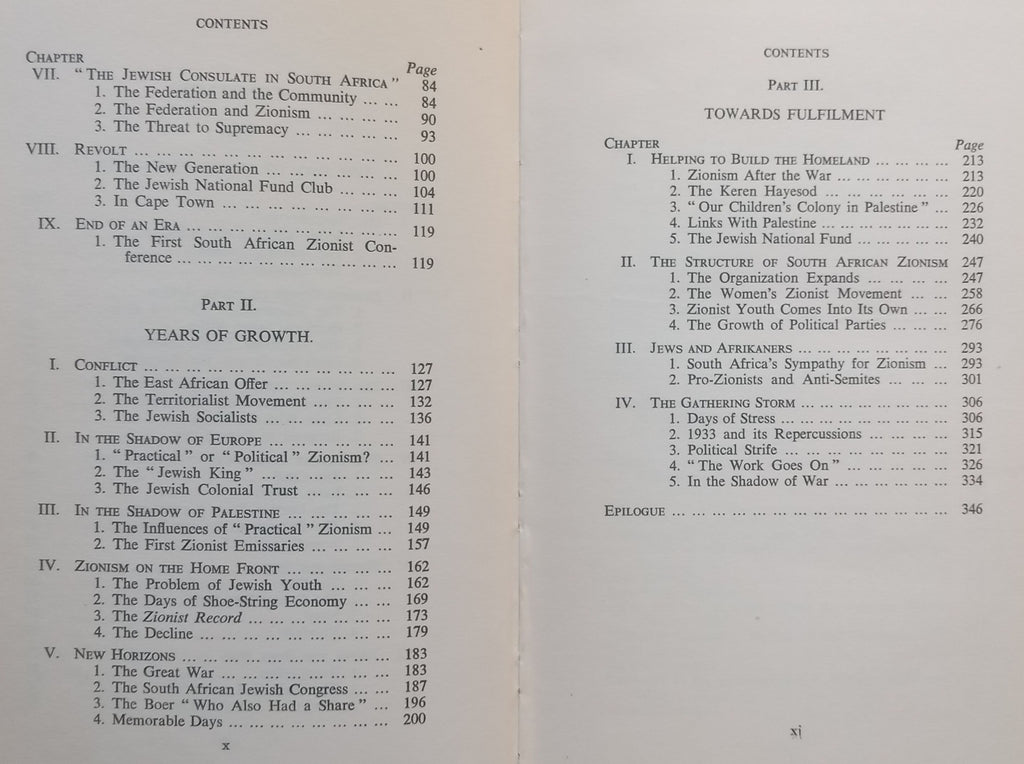 CONTENTS
CHAPTER Page
VII. "THE JEWISH CONSULATE IN SOUTH AFRICA" 84
1. The Federation and the Community ... ... 84
2. The Federation and Zionism ... ... ... 90
3. The Threat to Supremacy ... ... ... 93
VIII. REVOLT ... ... ... ... ... ... ... ... ... ... 100
1. The New Generation ... ... ... ... ... 100
2. The Jewish National Fund Club ... ... ... 104
3. In Cape Town ... ... ... ... ... ... ... 111
IX. END OF AN ERA ... ... ... ... ... ... ... ... 119
1. The First South African Zionist Con-
ference ... ... ... ... ... ... ... ... ... 119
PART II.
YEARS OF GROWTH.
I. CONFLICT ... ... ... ... ... ... ... ... ... ... 127
1. The East African Offer ... ... ... ... ... 127
2. The Territorialist Movement ... ... ... ... 132
3. The Jewish Socialists ... ... ... ... ... 136
II. IN THE SHADOW OF EUROPE ... ... ... ... ... 141
1. "Practical" or "Political" Zionism? ... ... 141
2. The "Jewish King" ... ... ... ... ... ... 143
3. The Jewish Colonial Trust ... ... ... ... 146
III. IN THE SHADOW OF PALESTINE ... ... ... ... 149
1. The Influences of "Practical" Zionism ... 149
2. The First Zionist Emissaries ... ... ... ... 157
IV. ZIONISM ON THE HOME FRONT ... ... ... ... 162
1. The Problem of Jewish Youth ... ... ... 162
2. The Days of Shoe-String Economy ... ... 169
3. The Zionist Record ... ... ... ... ... ... 173
4. The Decline ... ... ... ... ... ... ... ... 179
V. NEW HORIZONS ... ... ... ... ... ... ... ... 183
1. The Great War ... ... ... ... ... ... ... 183
2. The South African Jewish Congress ... ... 187
3. The Boer "Who Also Had a Share" ... 196
4. Memorable Days ... ... ... ... ... ... ... 200
x
CONTENTS
PART III.
TOWARDS FULFILMENT
CHAPTER Page
I. HELPING TO BUILD THE HOMELAND ... ... ... ... 213
1. Zionism After the War ... ... ... ... ... 213
2. The Keren Hayesod ... ... ... ... ... ... 220
3. "Our Children's Colony in Palestine" ... 226
4. Links With Palestine ... ... ... ... ... ... 232
5. The Jewish National Fund ... ... ... ... 240
II. THE STRUCTURE OF SOUTH AFRICAN ZIONISM 247
1. The Organization Expands ... ... ... ... 247
2. The Women's Zionist Movement ... ... ... 258
3. Zionist Youth Comes Into Its Own ... ... 266
4. The Growth of Political Parties ... ... ... 276
III. JEWS AND AFRIKANERS ... ... ... ... ... ... ... 293
1. South Africa's Sympathy for Zionism ... 293
2. Pro-Zionists and Anti-Semites ... ... ... 301
IV. THE GATHERING STORM ... ... ... ... ... ... ... 306
1. Days of Stress ... ... ... ... ... ... ... ... 306
2. 1933 and its Repercussions ... ... ... ... 315
3. Political Strife ... ... ... ... ... ... ... 321
4. "The Work Goes On" ... ... ... ... ... 326
5. In the Shadow of War ... ... ... ... ... 334
EPILOGUE ... ... ... ... ... ... ... ... ... ... ... ... ... 346
xi